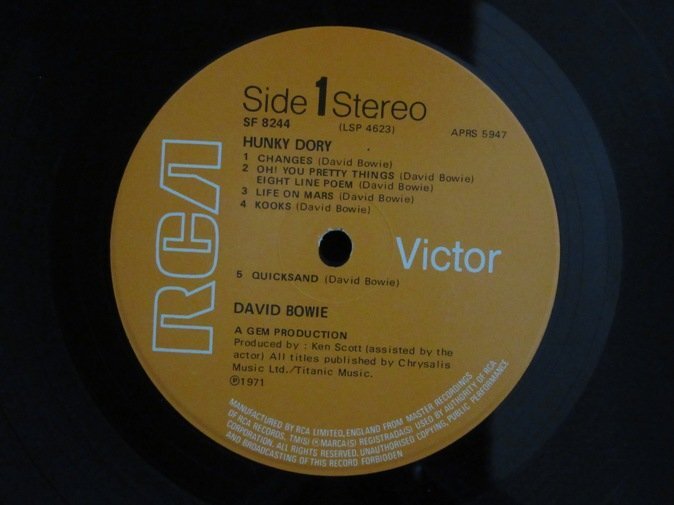 Side 1 Stereo
SF 8244 (LSP 4623) APRS 5947
HUNKY DORY
1 CHANGES (David Bowie)
2 OH! YOU PRETTY THINGS (David Bowie)
EIGHT LINE POEM (David Bowie)
3 LIFE ON MARS (David Bowie)
4 KOOKS (David Bowie)
RCA
Victor
5 QUICKSAND (David Bowie)
DAVID BOWIE
A GEM PRODUCTION
Produced by : Ken Scott (assisted by the
actor) All titles published by Chrysalis
Music Ltd./Titanic Music.
℗1971
MANUFACTURED BY RCA LIMITED, ENGLAND FROM MASTER RECORDINGS
OF RCA RECORDS. TM(S) ® MARCA(S) REGISTRADA(S) USED BY AUTHORITY OF RCA
CORPORATION. ALL RIGHTS RESERVED. UNAUTHORISED COPYING, PUBLIC PERFORMANCE
AND BROADCASTING OF THIS RECORD FORBIDDEN